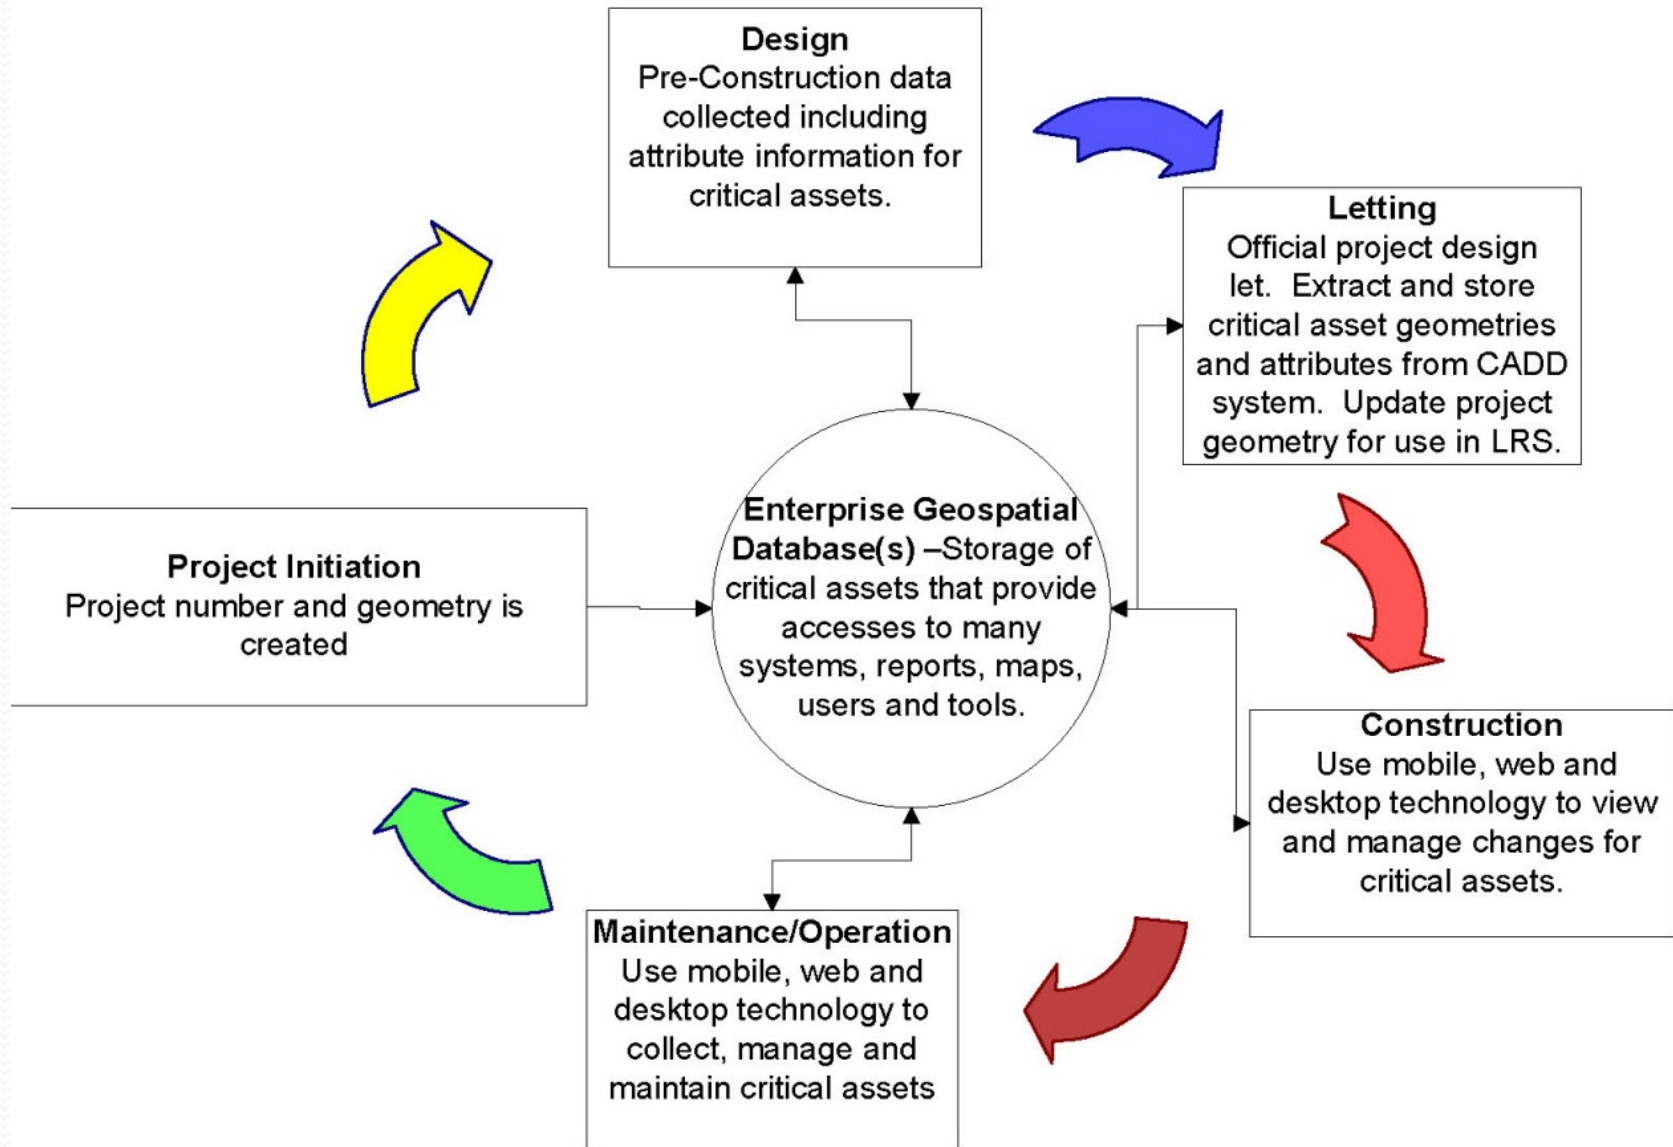 Design
Pre-Construction data
collected including
attribute information for
critical assets.
Letting
Official project design
let.  Extract and store
critical asset geometries
and attributes from CADD
system.  Update project
geometry for use in LRS.
Enterprise Geospatial
Database(s) –Storage of
critical assets that provide
accesses to many
systems, reports, maps,
users and tools.
Project Initiation
Project number and geometry is
created
Construction
Use mobile, web and
desktop technology to view
and manage changes for
critical assets.
Maintenance/Operation
Use mobile, web and
desktop technology to
collect, manage and
maintain critical assets